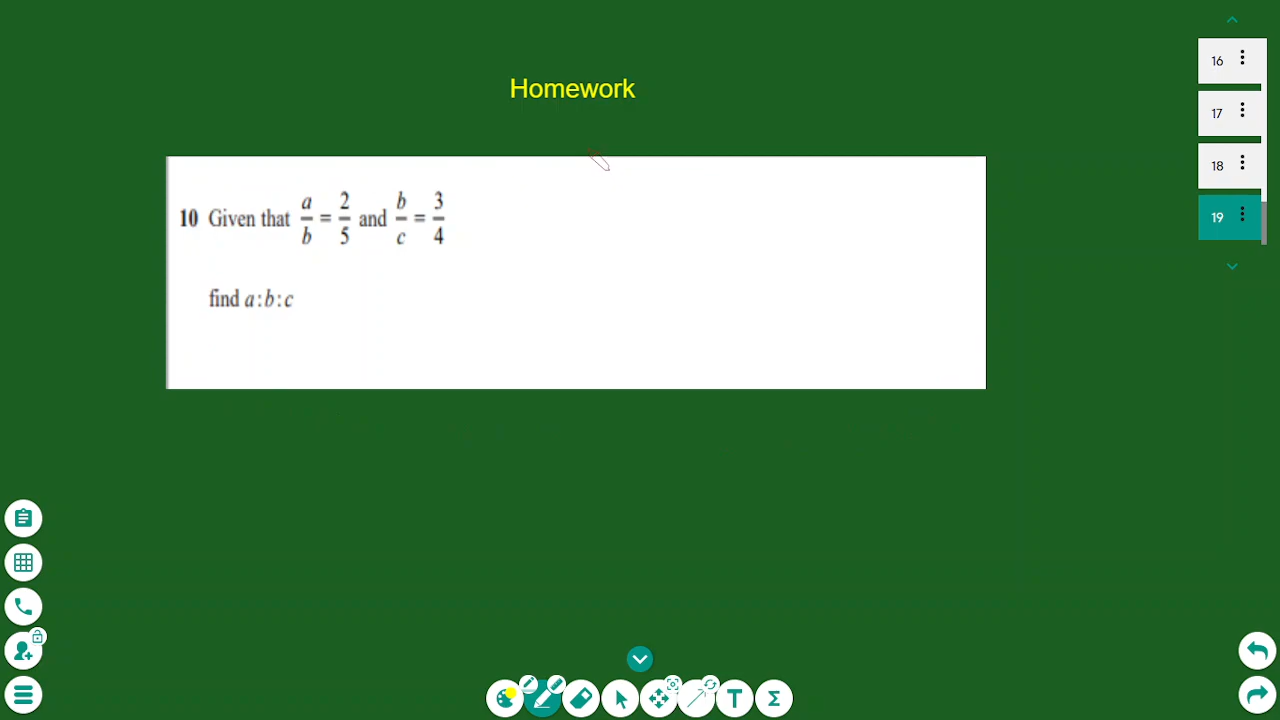 Homework
10 Given that a/b = 2/5 and b/c = 3/4
find a : b : c
16
17
18
19
T
Σ